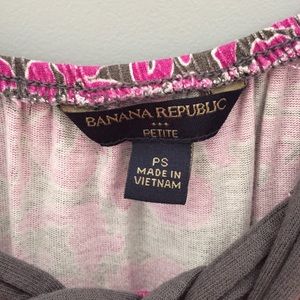 BANANA REPUBLIC
PETITE
PS
MADE IN
VIETNAM